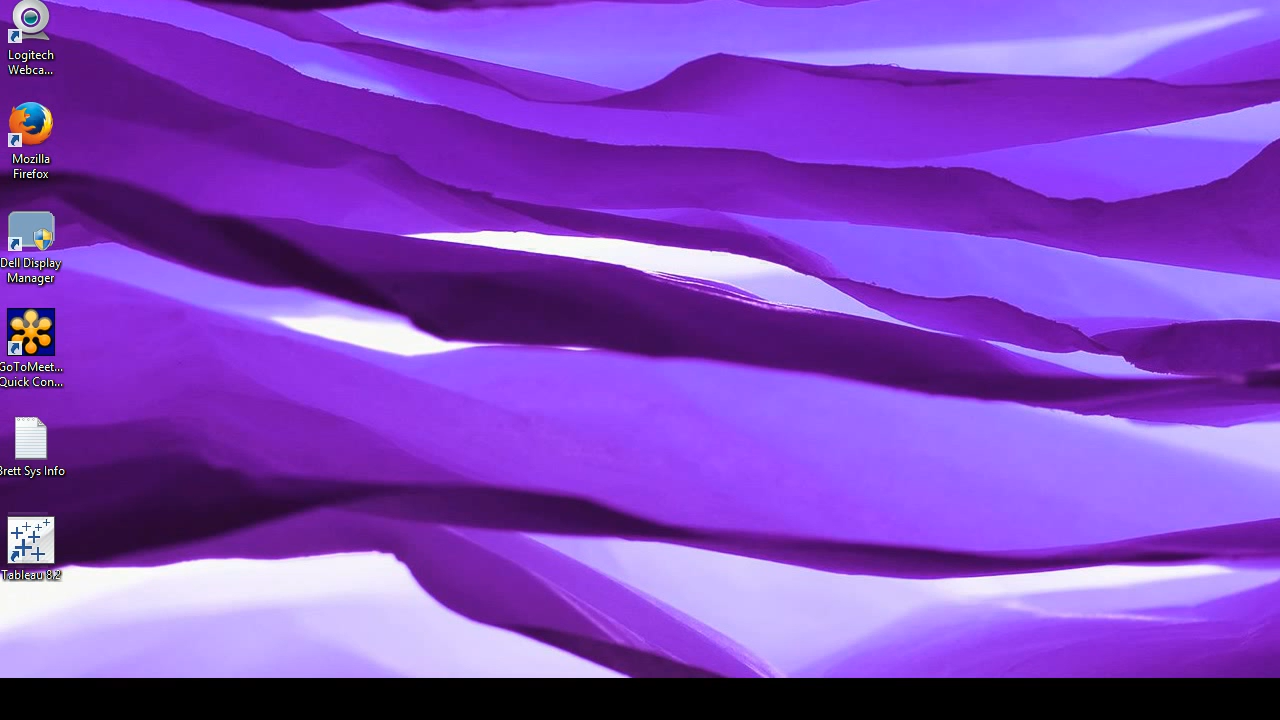 Logitech
Webca...
Mozilla
Firefox
Dell Display
Manager
GoToMeet...
Quick Con...
Brett Sys Info
Tableau 8.2